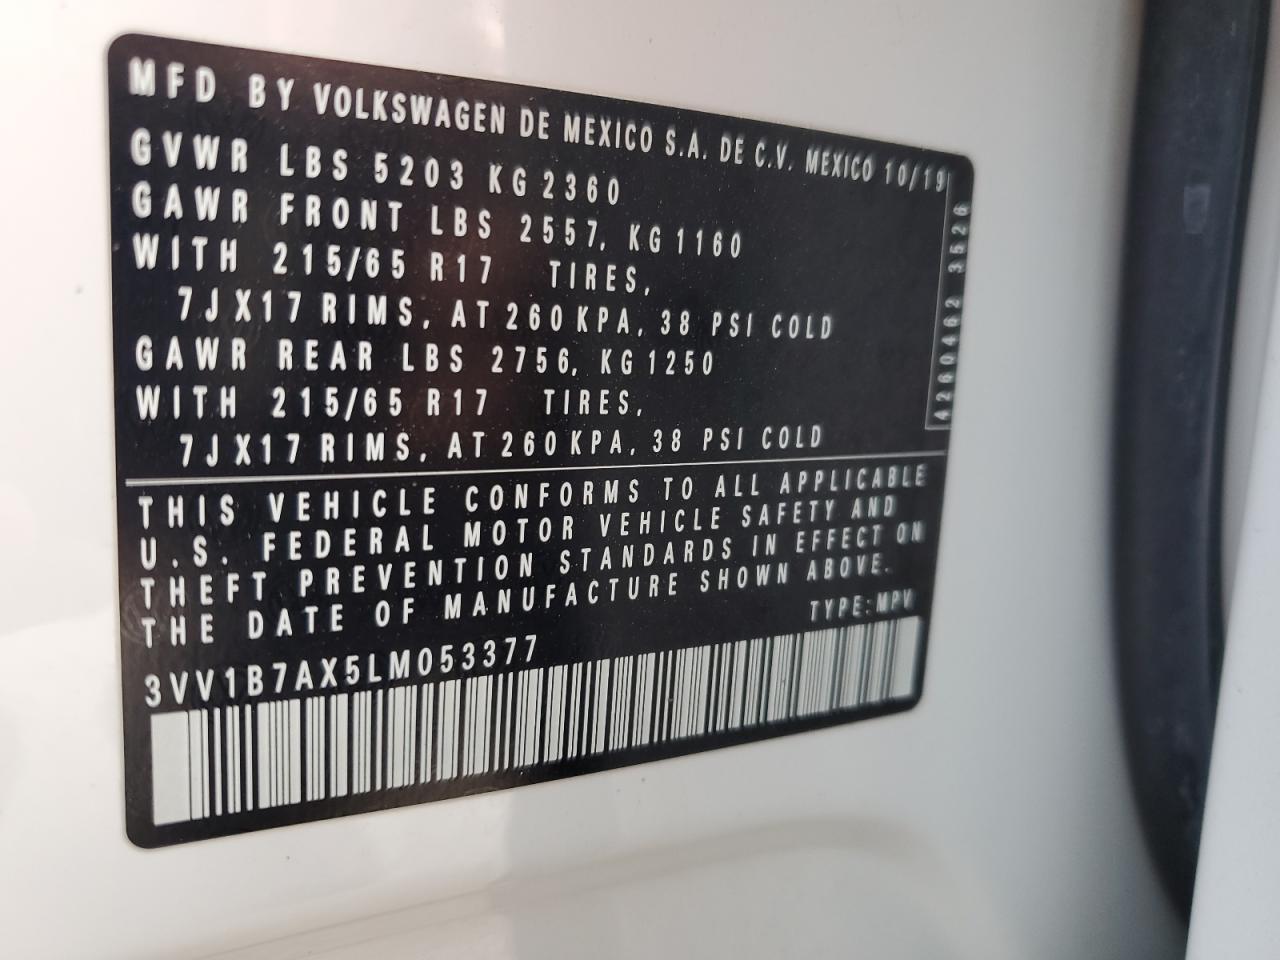 MFD BY VOLKSWAGEN DE MEXICO S.A. DE C.V. MEXICO 10/19
GVWR LBS 5203 KG 2360
GAWR FRONT LBS 2557, KG 1160
WITH 215/65 R17 TIRES,
7J X17 RIMS, AT 260 KPA, 38 PSI COLD
GAWR REAR LBS 2756, KG 1250
WITH 215/65 R17 TIRES,
7J X17 RIMS, AT 260 KPA, 38 PSI COLD
4260462 3526
THIS VEHICLE CONFORMS TO ALL APPLICABLE
U.S. FEDERAL MOTOR VEHICLE SAFETY AND
THEFT PREVENTION STANDARDS IN EFFECT ON
THE DATE OF MANUFACTURE SHOWN ABOVE.
TYPE: MPV
3VV1B7AX5LM053377